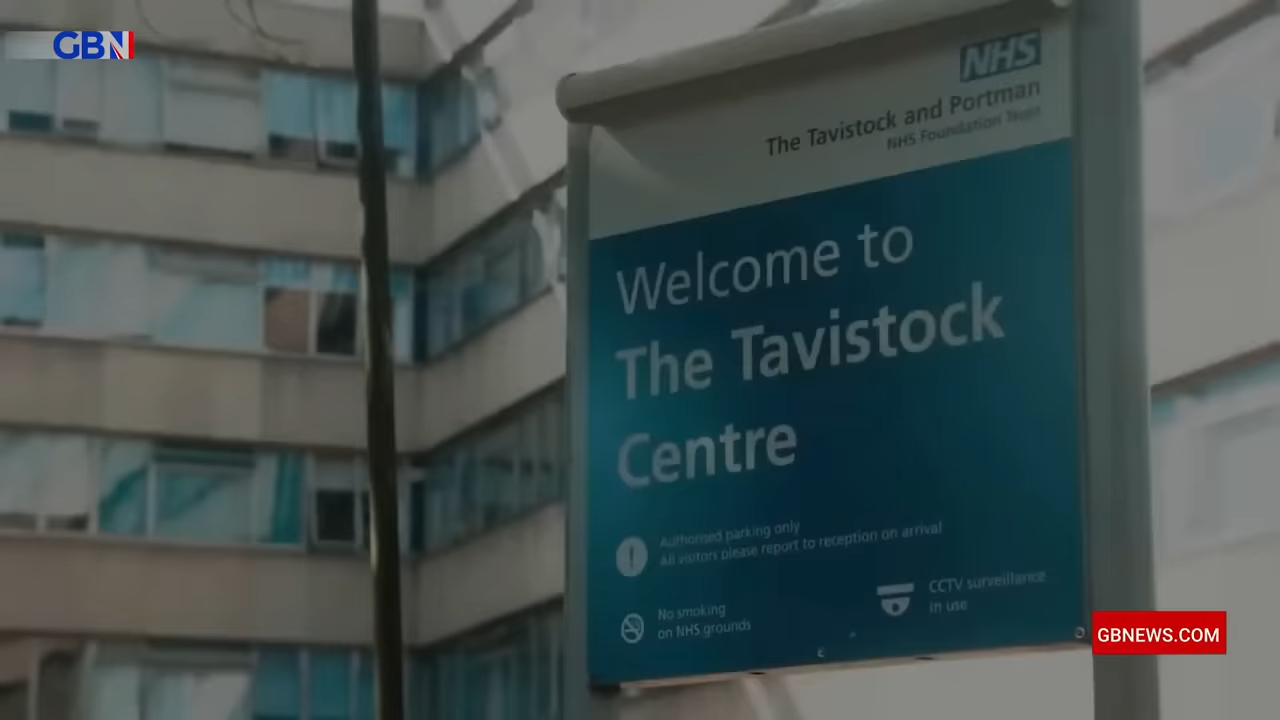 GBN
NHS
The Tavistock and Portman
NHS Foundation Trust
Welcome to
The Tavistock
Centre
Authorised parking only
All visitors please report to reception on arrival
No smoking
on NHS grounds
CCTV surveillance
in use
GBNEWS.COM